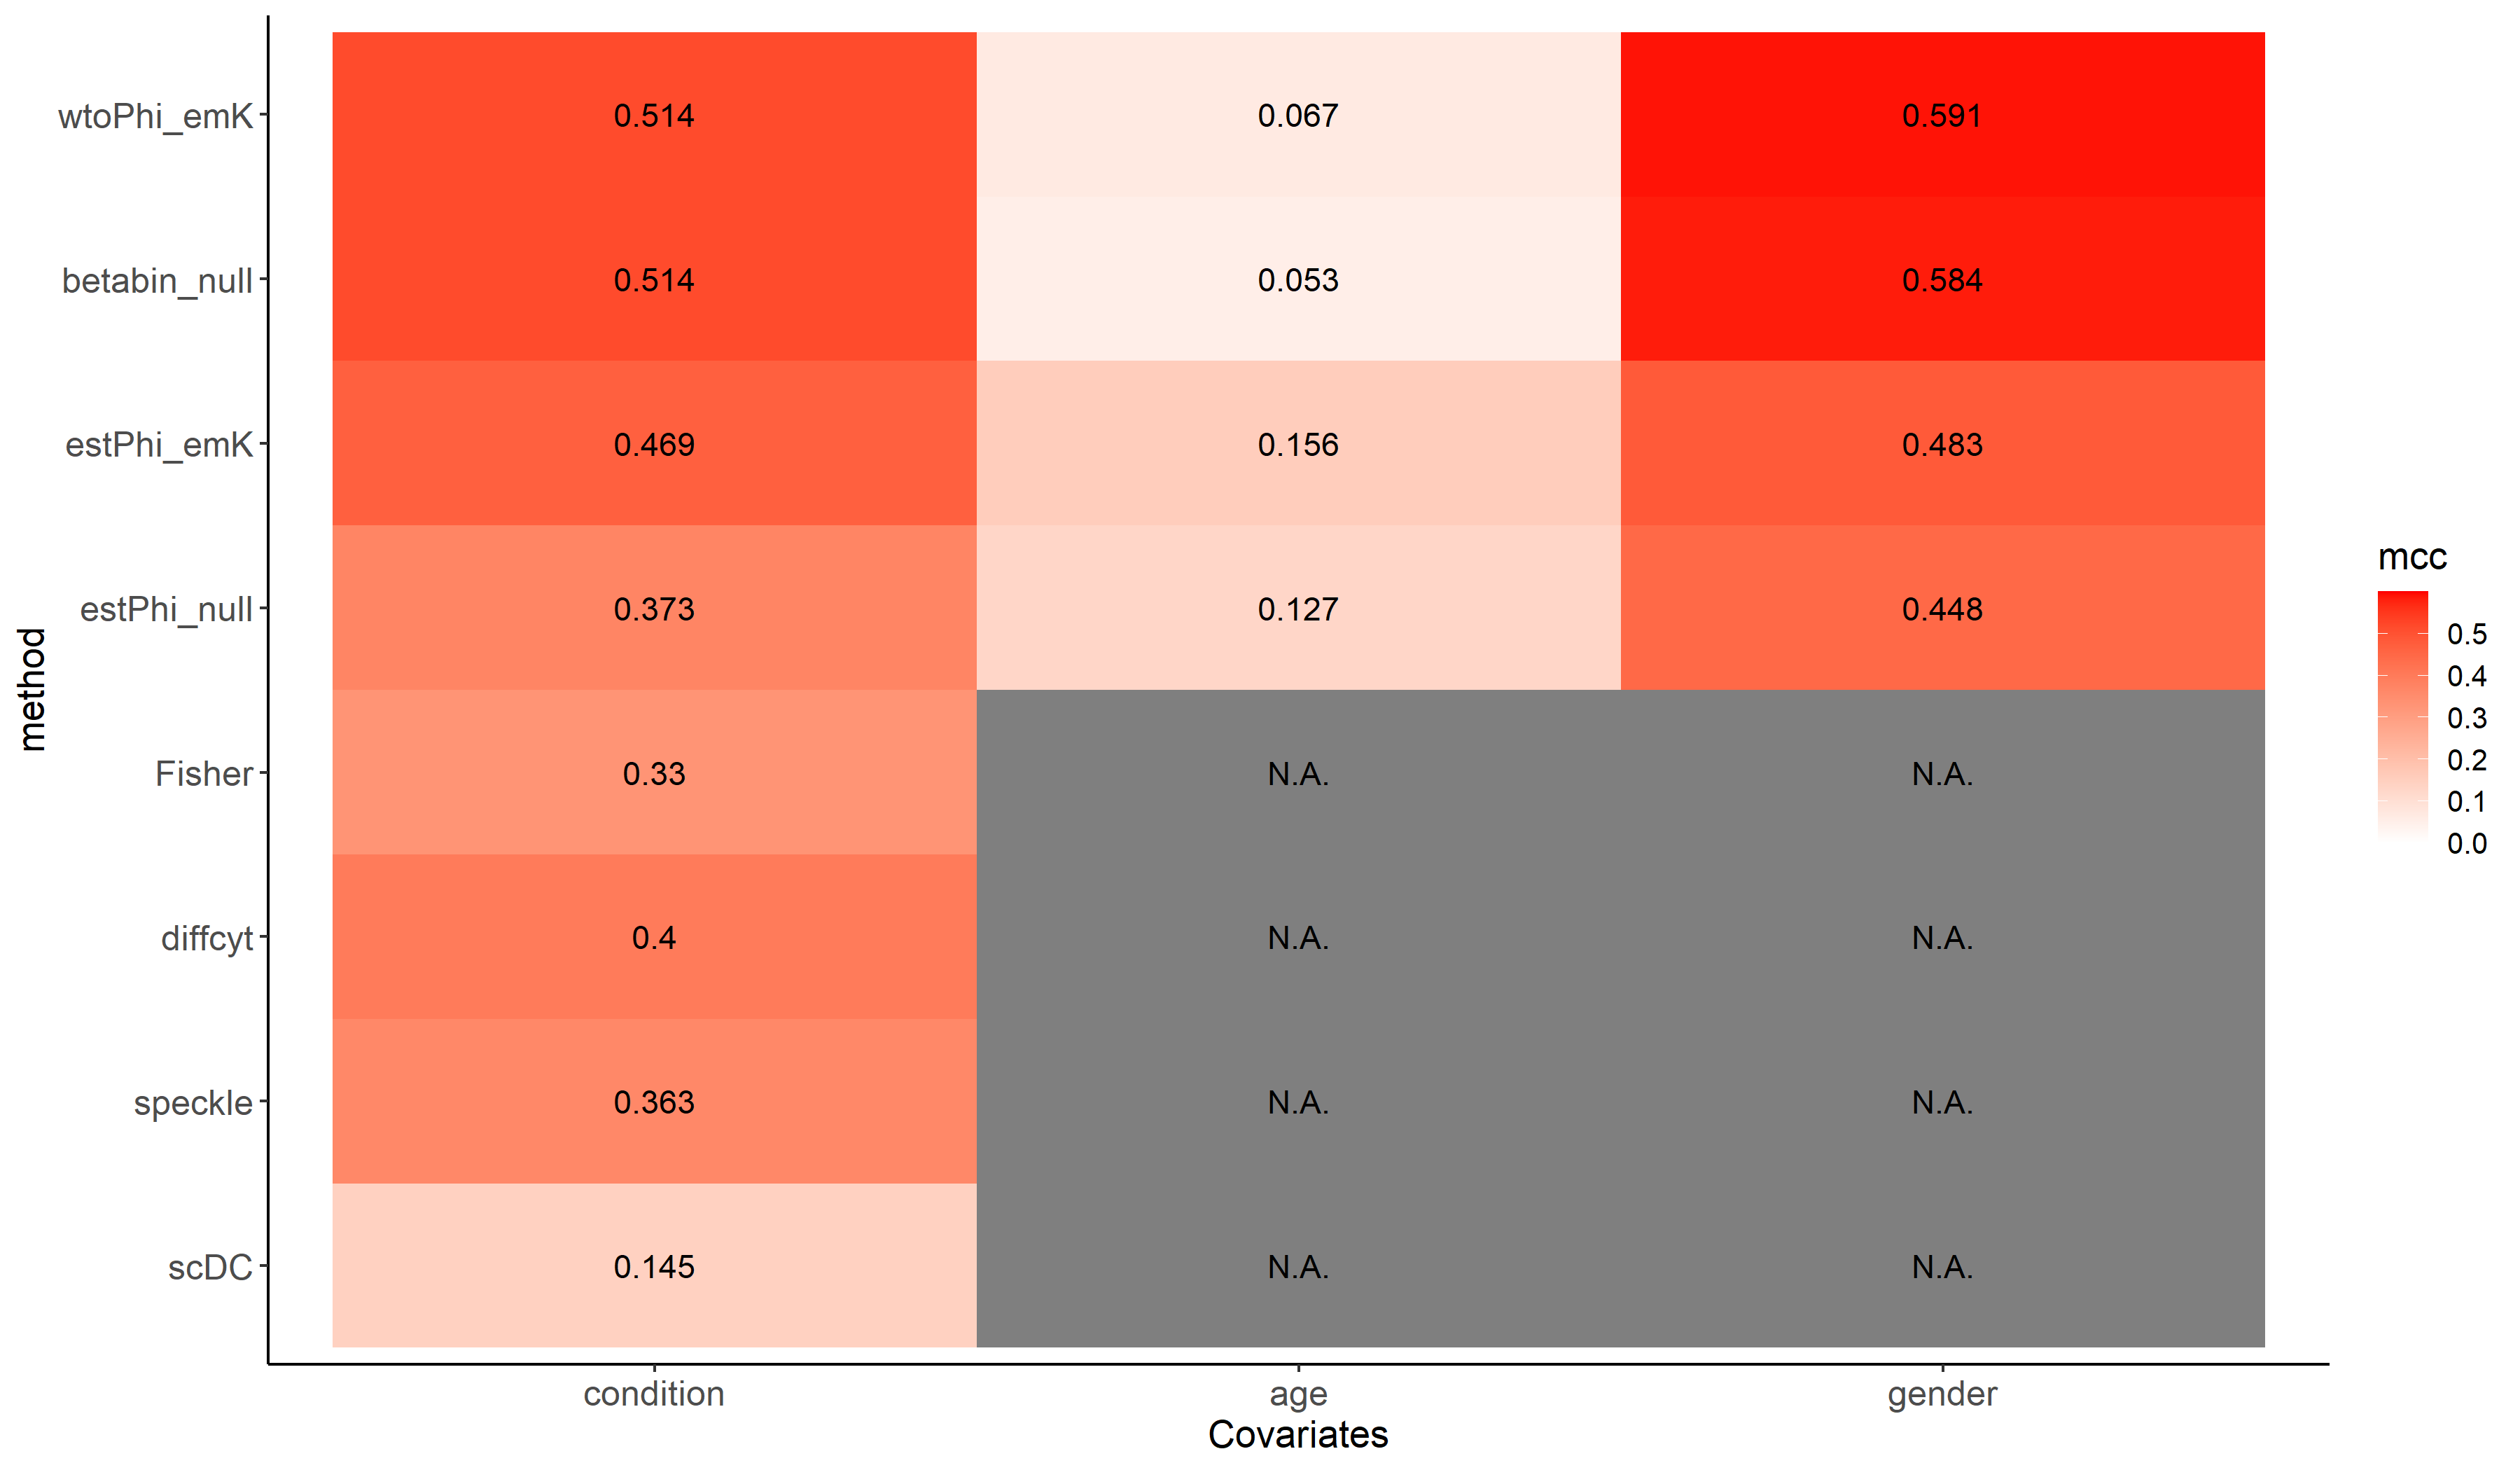 wtoPhi_emK 0.514 0.067 0.591
betabin_null 0.514 0.053 0.584
estPhi_emK 0.469 0.156 0.483
estPhi_null 0.373 0.127 0.448
Fisher 0.33 N.A. N.A.
diffcyt 0.4 N.A. N.A.
speckle 0.363 N.A. N.A.
scDC 0.145 N.A. N.A.
method
condition age gender
Covariates
mcc
0.5
0.4
0.3
0.2
0.1
0.0